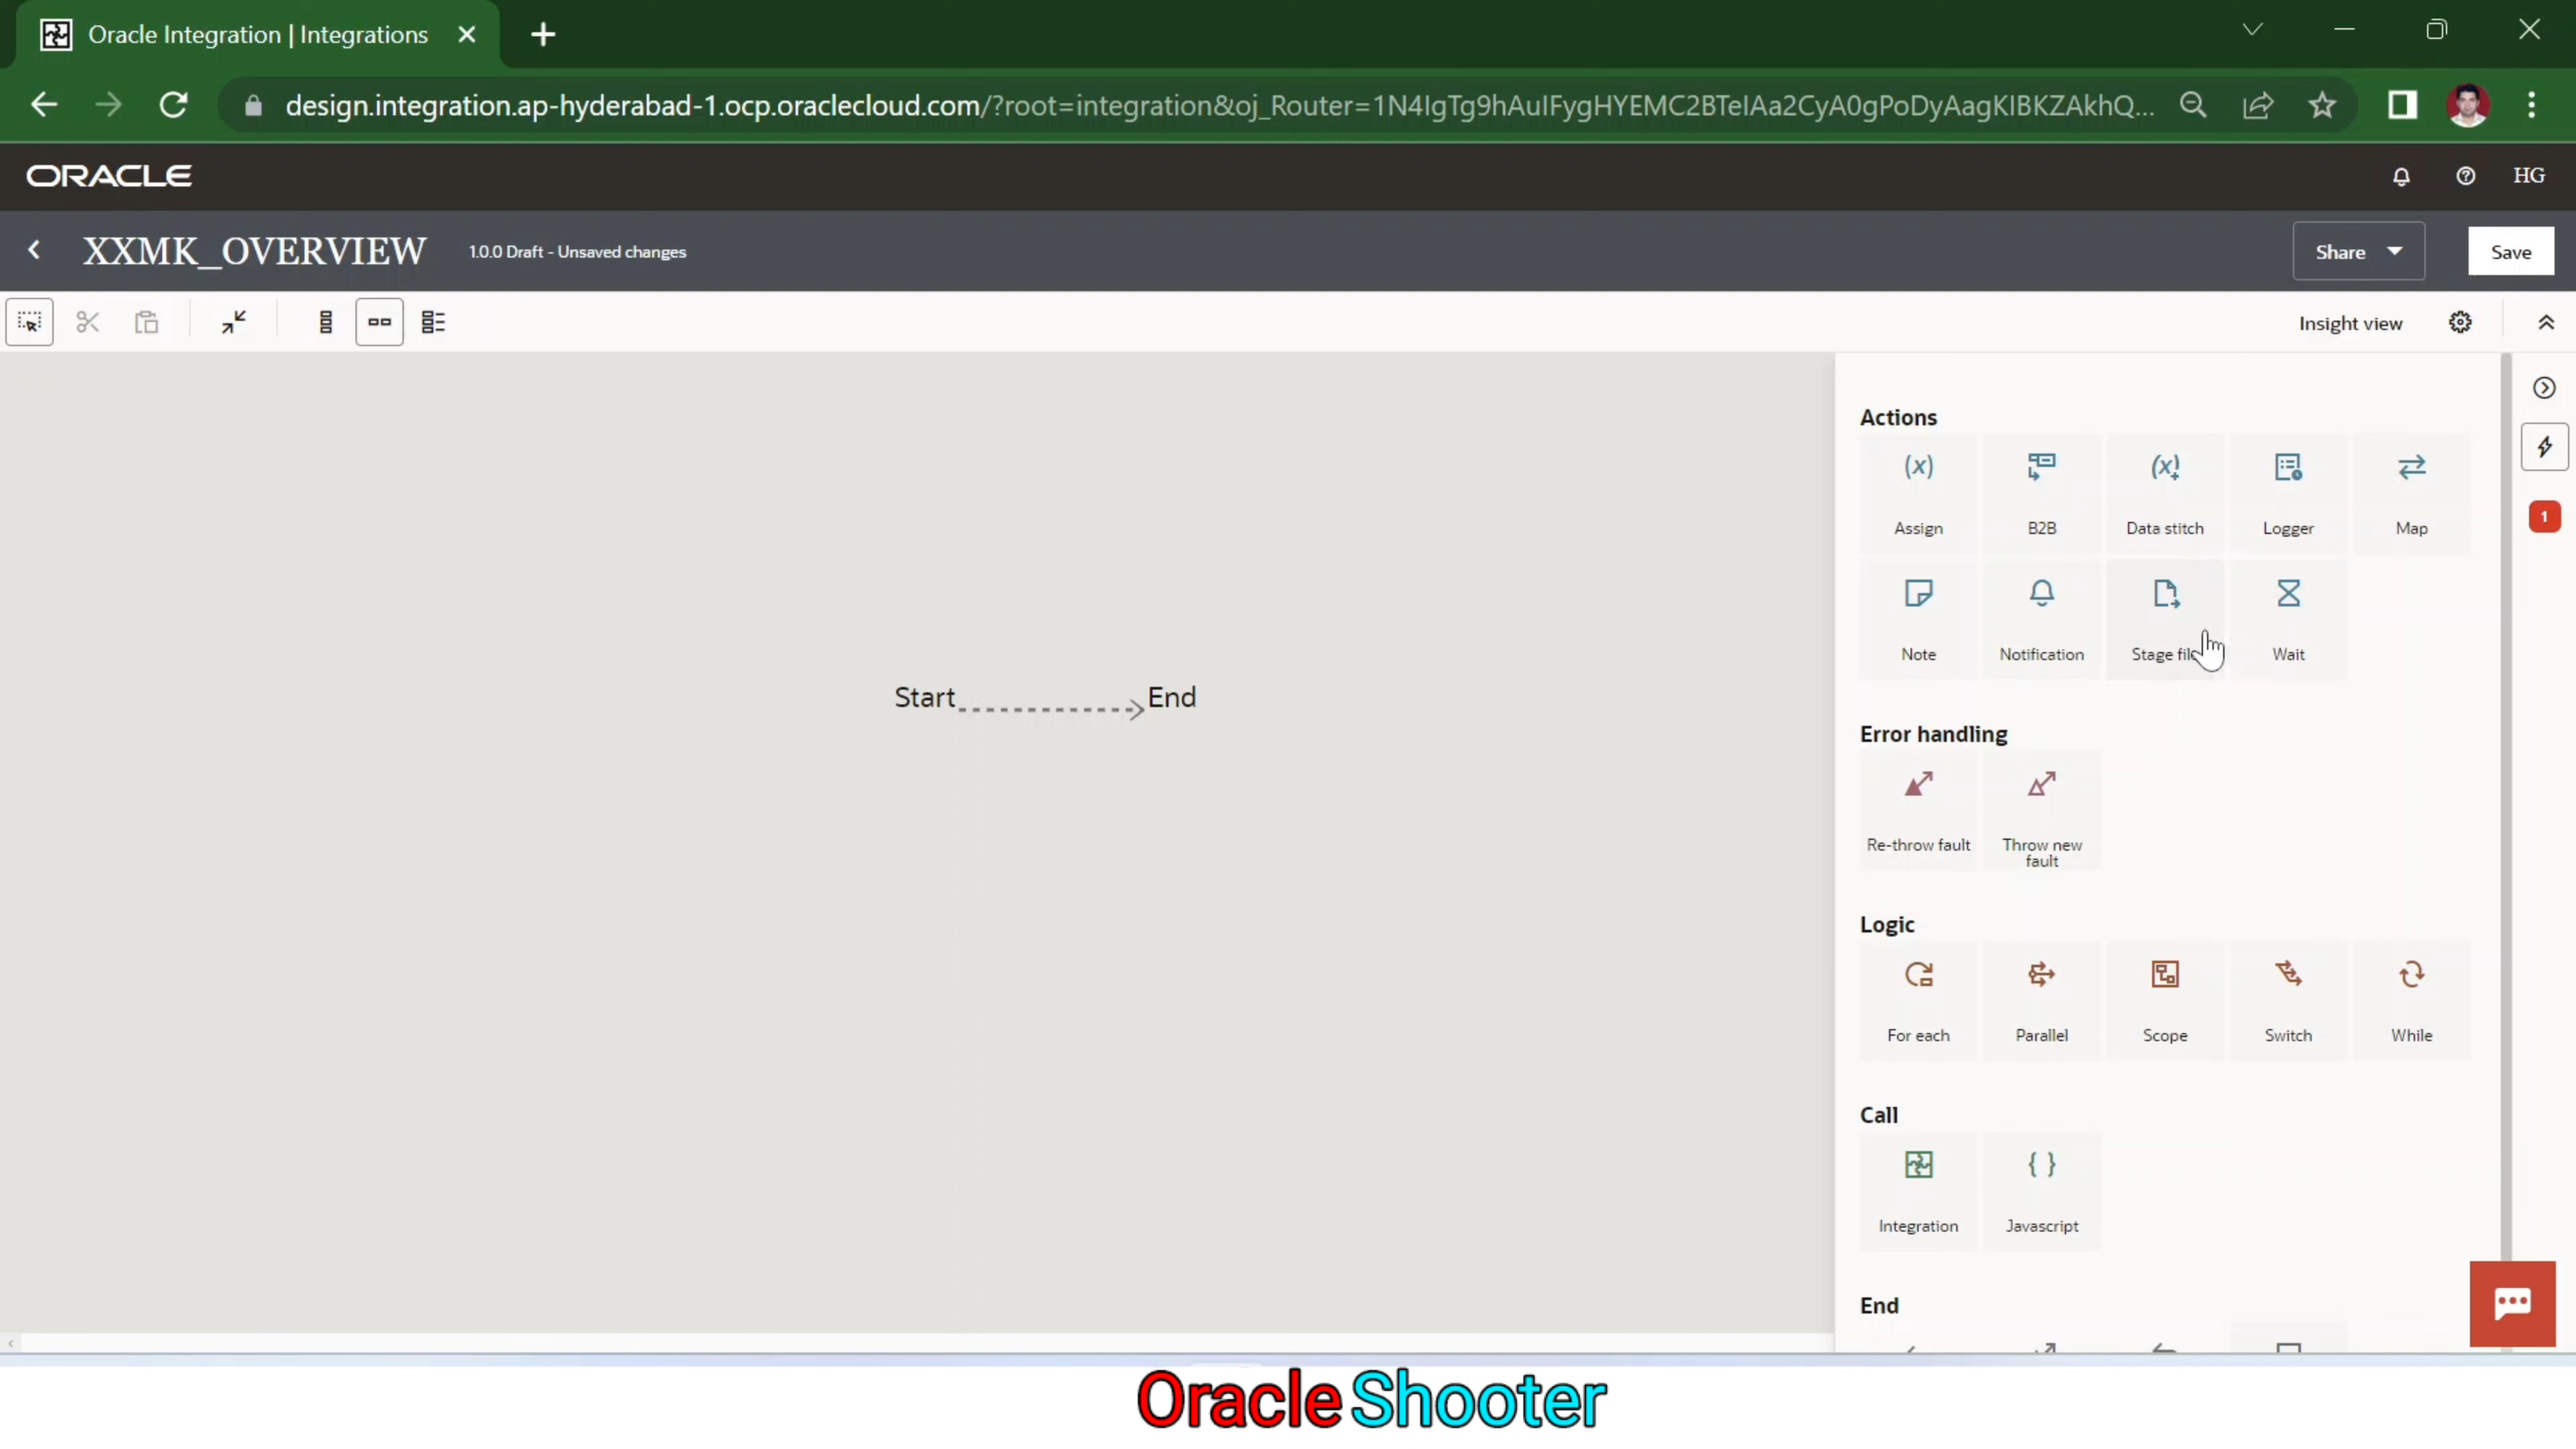 Oracle Integration | Integrations
design.integration.ap-hyderabad-1.ocp.oraclecloud.com/?root=integration&oj_Router=1N4IgTg9hAuIFygHYEMC2BTeIAa2CyA0gPoDyAagKIBKZAkhQ...
ORACLE
HG
XXMK_OVERVIEW
1.0.0 Draft - Unsaved changes
Share
Save
Insight view
Actions
Assign
B2B
Data stitch
Logger
Map
1
Note
Notification
Stage file
Wait
Start
End
Error handling
Re-throw fault
Throw new
fault
Logic
For each
Parallel
Scope
Switch
While
Call
Integration
Javascript
End
Oracle Shooter